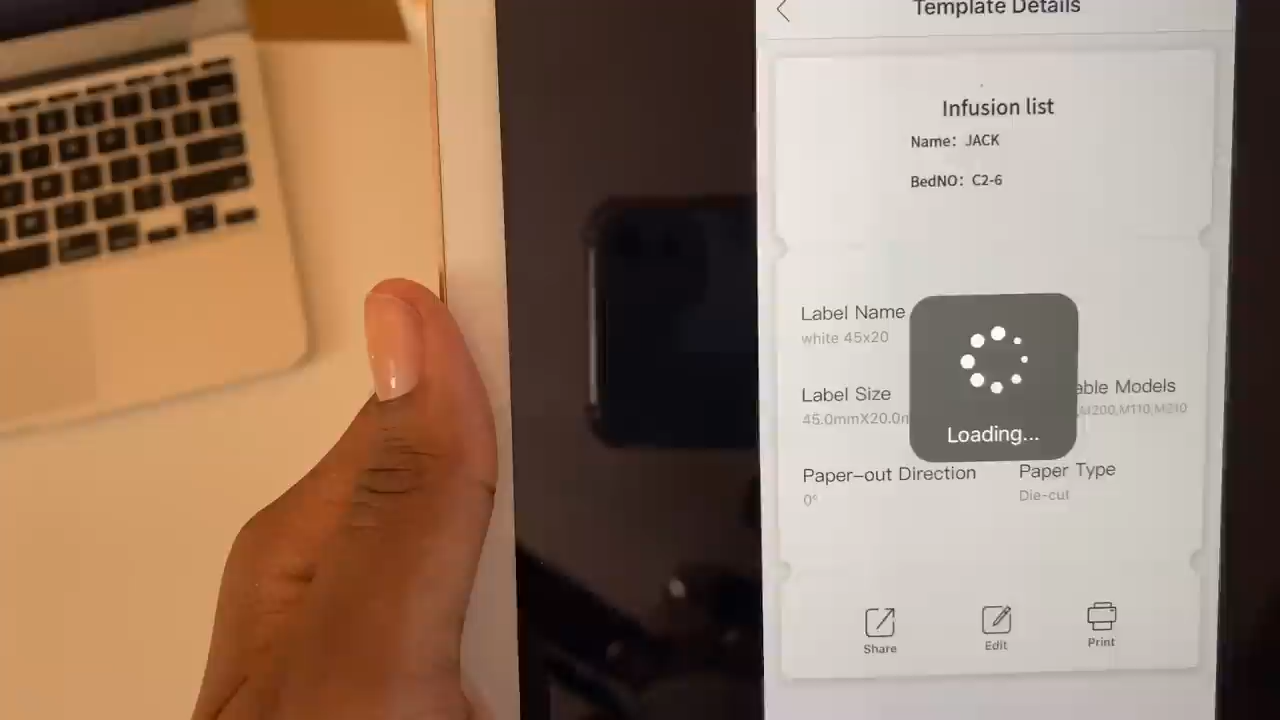 Template Details
Infusion list
Name: JACK
BedNO: C2-6
Label Name
white 45x20
Label Size
able Models
45.0mmX20.0
M200,M110,M210
Loading...
Paper-out Direction
Paper Type
0°
Die-cut
Share
Edit
Print